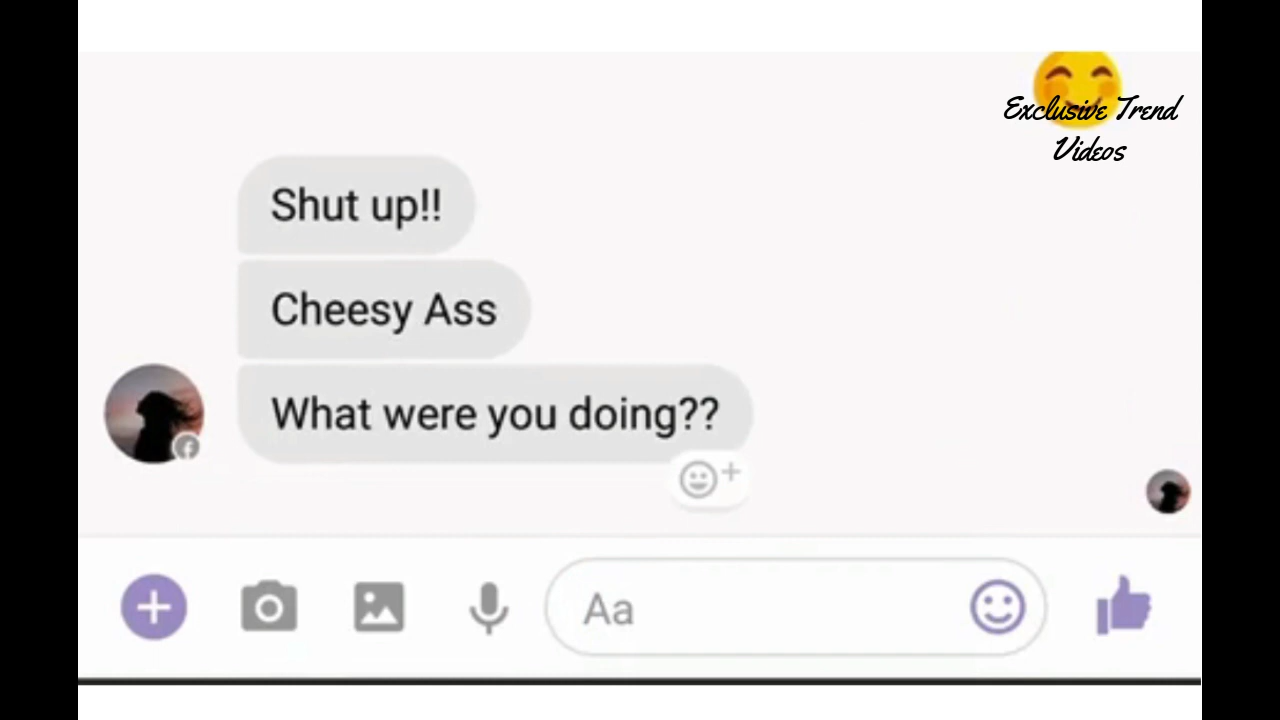 Exclusive Trend
Videos
Shut up!!
Cheesy Ass
What were you doing??
Aa